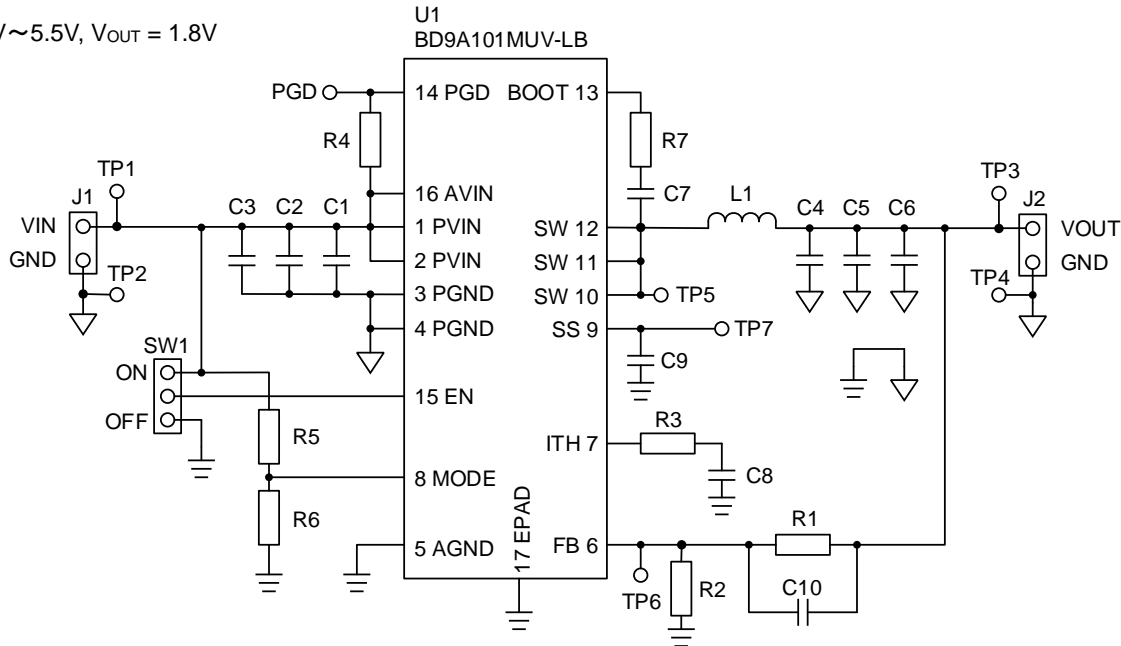 V～5.5V, VOUT = 1.8V
U1
BD9A101MUV-LB
PGD
14 PGD
BOOT 13
R4
R7
TP1
16 AVIN
C7
TP3
J1
C3
C2
C1
L1
C4
C5
C6
J2
VIN
1 PVIN
SW 12
VOUT
GND
TP2
2 PVIN
SW 11
GND
3 PGND
SW 10
TP5
TP4
4 PGND
SS 9
TP7
SW1
ON
C9
15 EN
OFF
R5
R3
ITH 7
8 MODE
C8
R6
17 EPAD
R1
5 AGND
FB 6
TP6
R2
C10